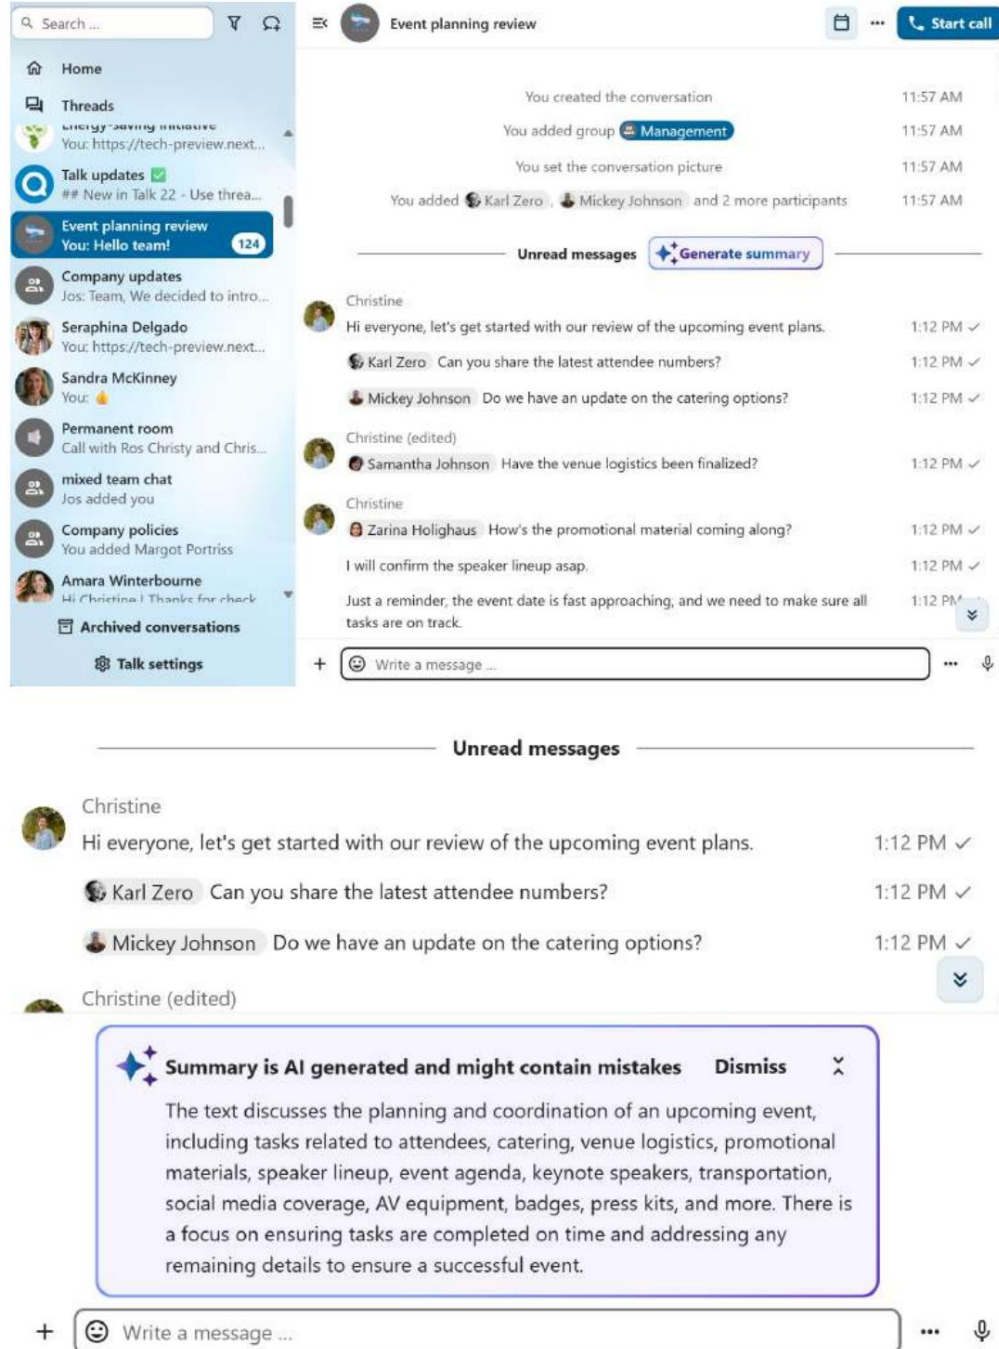 Search ...
Home
Threads
Energy-saving initiative
You: https://tech-preview.next...
Talk updates ✅
## New in Talk 22 - Use threa...
Event planning review
You: Hello team!
124
Company updates
Jos: Team, We decided to intro...
Seraphina Delgado
You: https://tech-preview.next...
Sandra McKinney
You: 👍
Permanent room
Call with Ros Christy and Chris...
mixed team chat
Jos added you
Company policies
You added Margot Portriss
Amara Winterbourne
Hi Christine ! Thanks for check
Archived conversations
Talk settings
Event planning review
Start call
You created the conversation 11:57 AM
You added group Management 11:57 AM
You set the conversation picture 11:57 AM
You added Karl Zero , Mickey Johnson and 2 more participants 11:57 AM
Unread messages Generate summary
Christine
Hi everyone, let's get started with our review of the upcoming event plans. 1:12 PM
Karl Zero Can you share the latest attendee numbers? 1:12 PM
Mickey Johnson Do we have an update on the catering options? 1:12 PM
Christine (edited)
Samantha Johnson Have the venue logistics been finalized? 1:12 PM
Christine
Zarina Holighaus How's the promotional material coming along? 1:12 PM
I will confirm the speaker lineup asap. 1:12 PM
Just a reminder, the event date is fast approaching, and we need to make sure all 1:12 PM
tasks are on track.
Write a message ...
Unread messages
Christine
Hi everyone, let's get started with our review of the upcoming event plans. 1:12 PM
Karl Zero Can you share the latest attendee numbers? 1:12 PM
Mickey Johnson Do we have an update on the catering options? 1:12 PM
Christine (edited)
Summary is AI generated and might contain mistakes Dismiss
The text discusses the planning and coordination of an upcoming event,
including tasks related to attendees, catering, venue logistics, promotional
materials, speaker lineup, event agenda, keynote speakers, transportation,
social media coverage, AV equipment, badges, press kits, and more. There is
a focus on ensuring tasks are completed on time and addressing any
remaining details to ensure a successful event.
Write a message ...